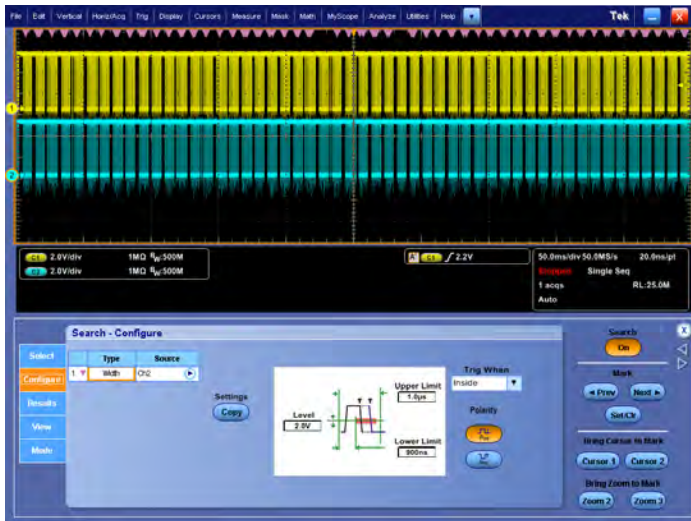 File Edit Vertical Horiz/Acq Trig Display Cursors Measure Mask Math MyScope Analyze Utilities Help Tek X
1
2
C1 2.0V/div 1MΩ BW:500M
C2 2.0V/div 1MΩ BW:500M
A' C1 2.2V
50.0ms/div 50.0MS/s 20.0ns/pt
Stopped Single Seq
1 acqs RL:25.0M
Auto
Search - Configure
Select
Configure
Results
View
Mode
Type Source
1 Width Ch2
Settings
Copy
Level
2.0V
T T
Upper Limit
1.0µs
Lower Limit
900ns
Trig When
Inside
Polarity
Pos
Neg
Search X
On
Mark
Prev Next
Set/Clr
Bring Cursor to Mark
Cursor 1 Cursor 2
Bring Zoom to Mark
Zoom 2 Zoom 3